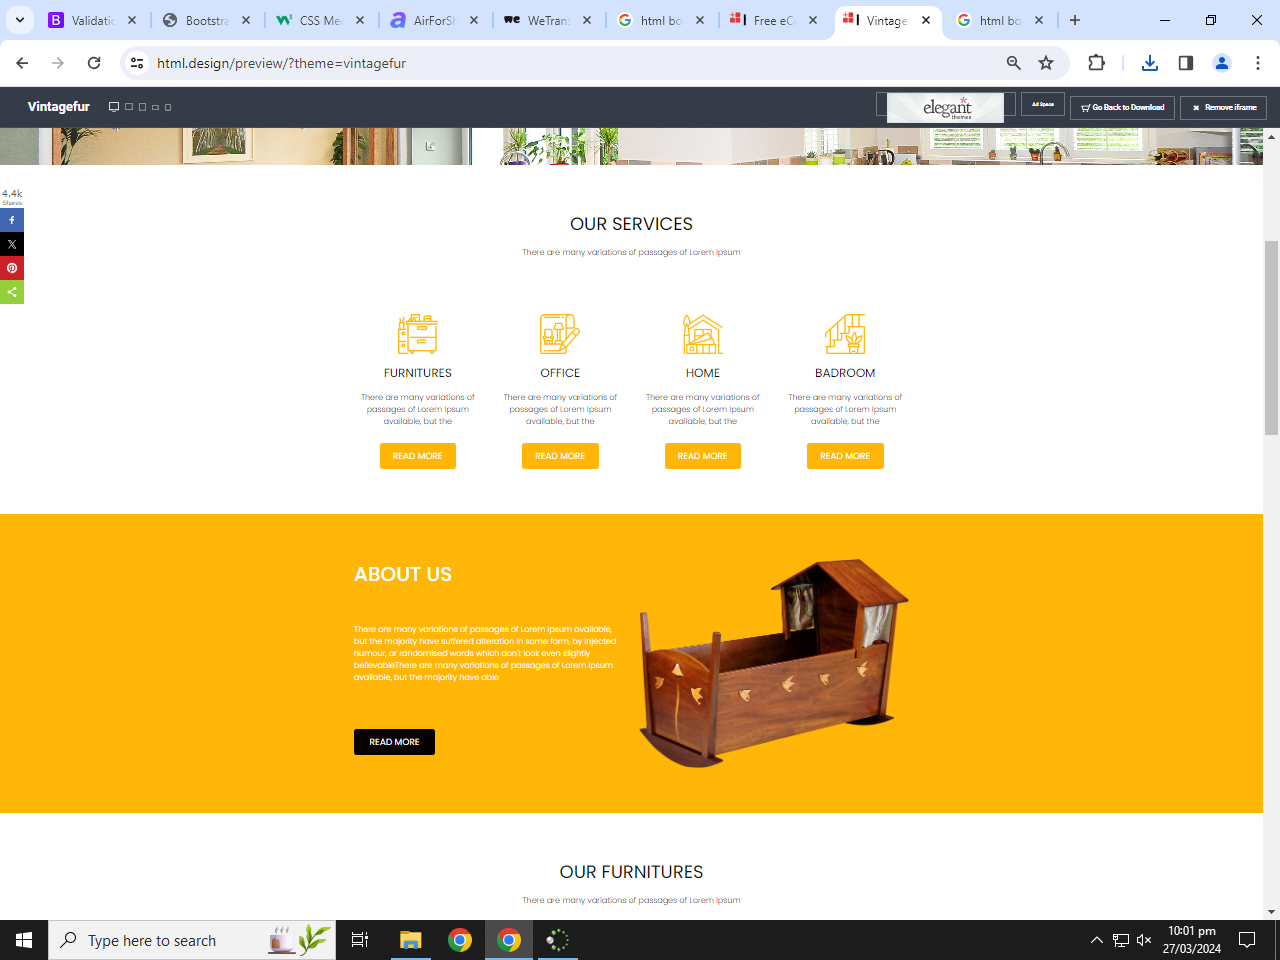 Validatio
Bootstra
CSS Med
AirForSh
WeTrans
html bo
Free eCo
Vintage
html bo
html.design/preview/?theme=vintagefur
Vintagefur
elegant
themes
Ad Space
Go Back to Download
Remove iframe
4.4k
Shares
OUR SERVICES
There are many variations of passages of Lorem Ipsum
FURNITURES
There are many variations of
passages of Lorem Ipsum
available, but the
READ MORE
OFFICE
There are many variations of
passages of Lorem Ipsum
available, but the
READ MORE
HOME
There are many variations of
passages of Lorem Ipsum
available, but the
READ MORE
BADROOM
There are many variations of
passages of Lorem Ipsum
available, but the
READ MORE
ABOUT US
There are many variations of passages of Lorem Ipsum available,
but the majority have suffered alteration in some form, by injected
humour, or randomised words which don't look even slightly
believableThere are many variations of passages of Lorem Ipsum
available, but the majority have able
READ MORE
OUR FURNITURES
There are many variations of passages of Lorem Ipsum
Type here to search
10:01 pm
27/03/2024